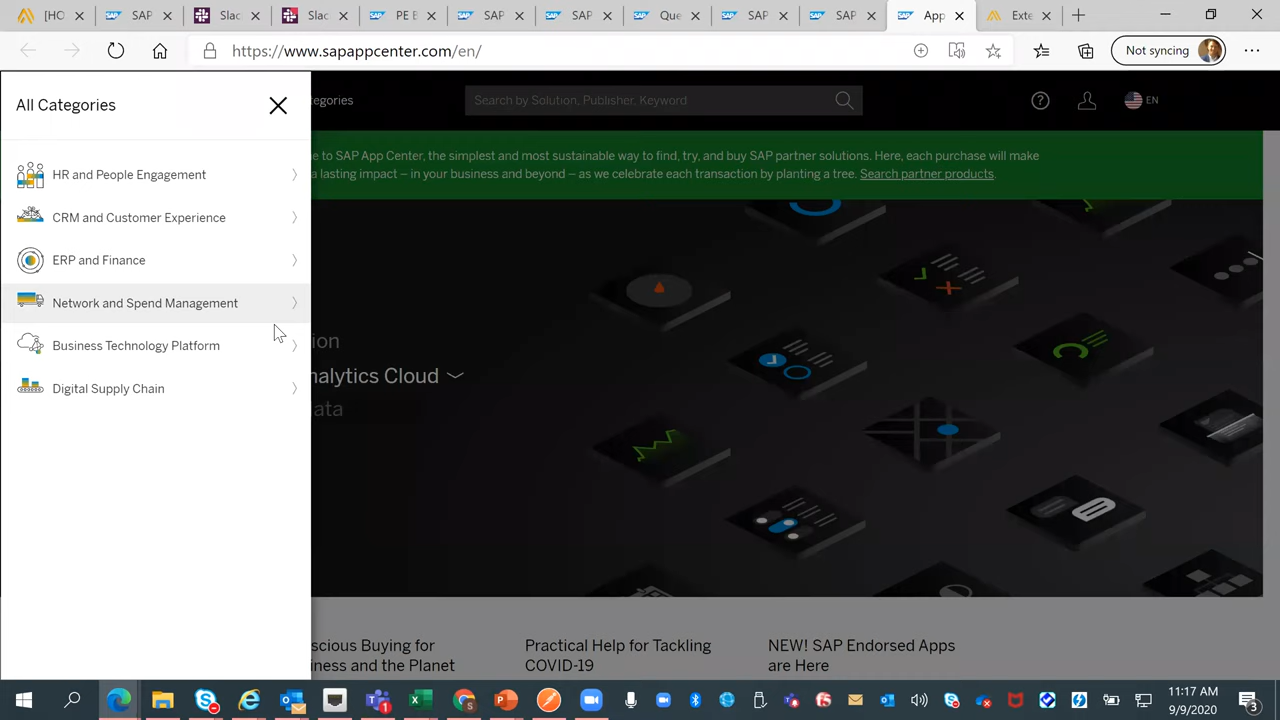 [HO
SAP
Slac
Slac
PE B
SAP
SAP
Que
SAP
SAP
App
Exte
https://www.sapappcenter.com/en/
Not syncing
All Categories
tegories
Search by Solution, Publisher, Keyword
EN
HR and People Engagement
CRM and Customer Experience
ERP and Finance
Network and Spend Management
Business Technology Platform
Digital Supply Chain
e to SAP App Center, the simplest and most sustainable way to find, try, and buy SAP partner solutions. Here, each purchase will make
a lasting impact – in your business and beyond – as we celebrate each transaction by planting a tree. Search partner products.
ion
nalytics Cloud
ata
scious Buying for
iness and the Planet
Practical Help for Tackling
COVID-19
NEW! SAP Endorsed Apps
are Here
11:17 AM
9/9/2020
3